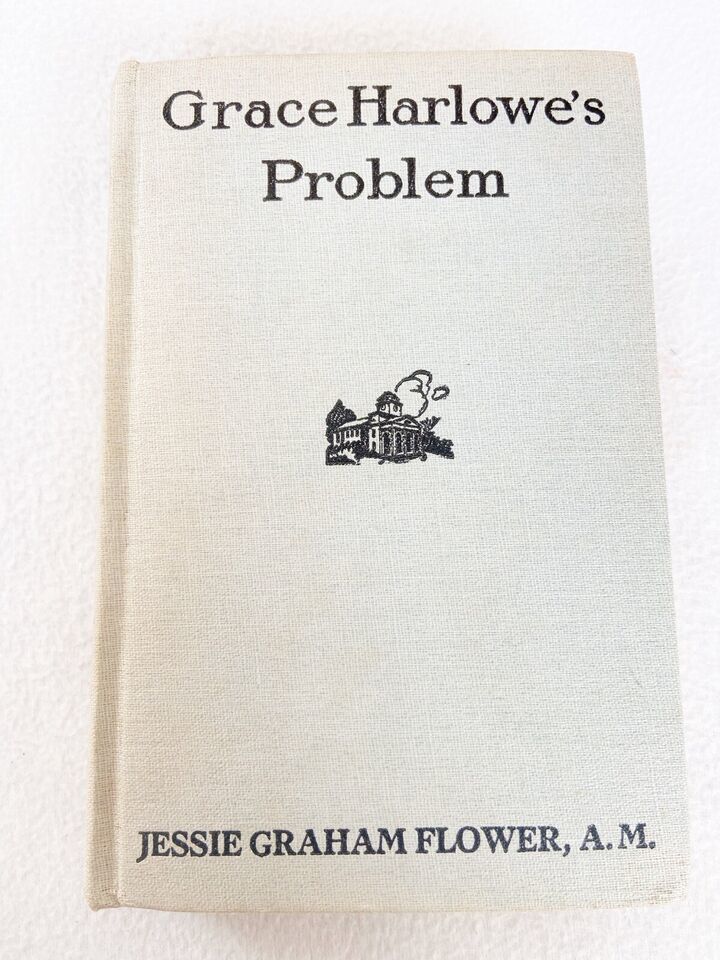 Grace Harlowe's
Problem
JESSIE GRAHAM FLOWER, A.M.